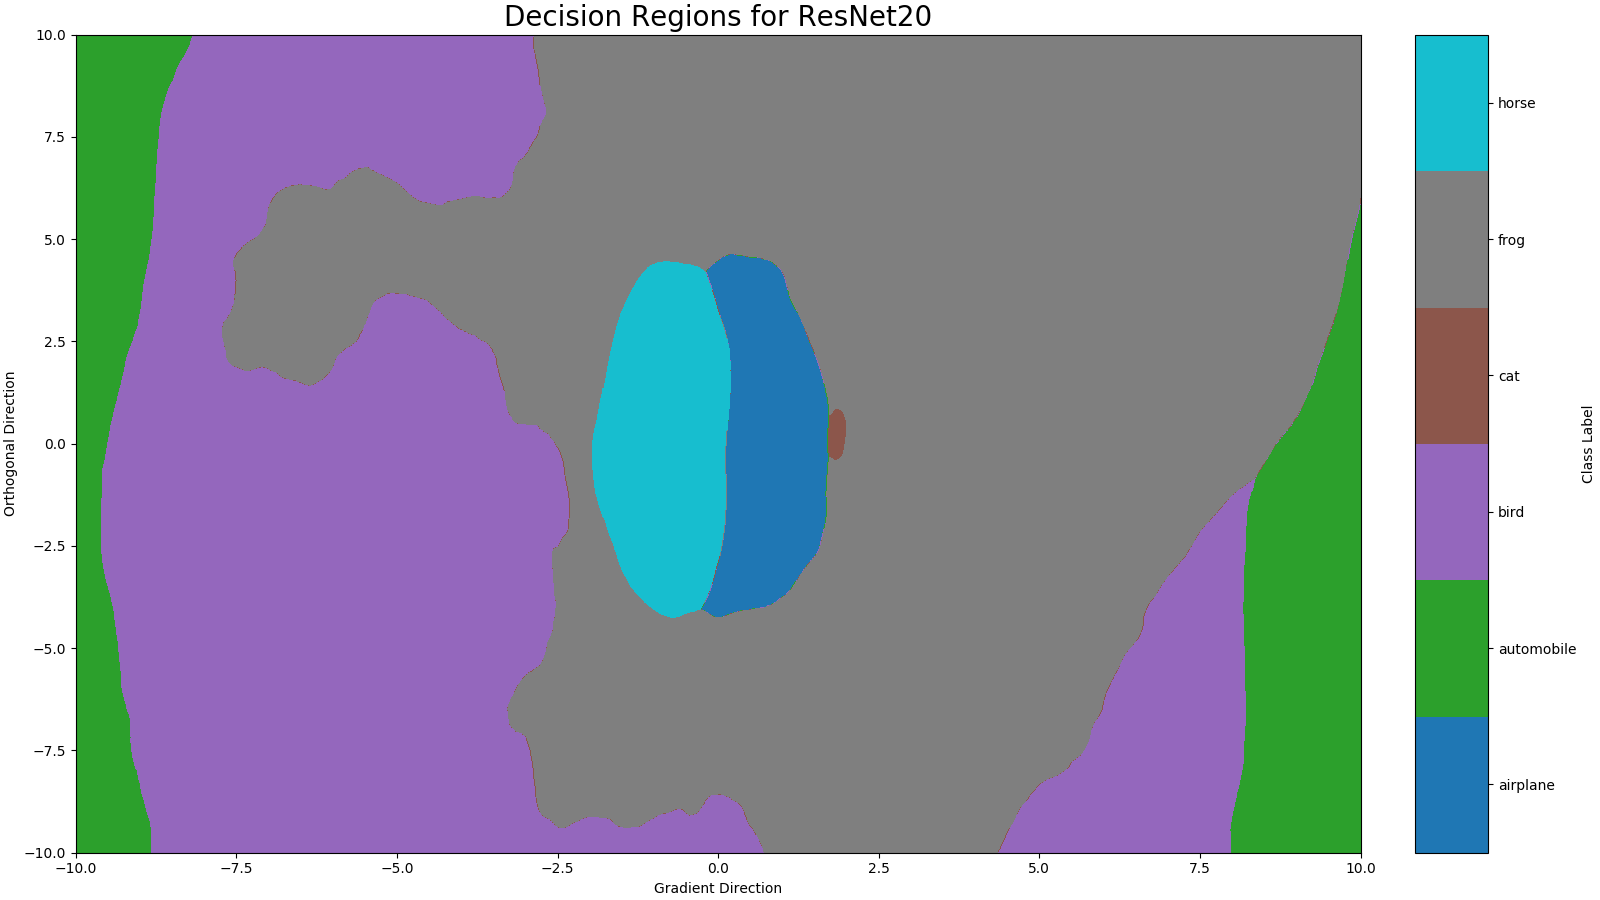 Decision Regions for ResNet20
10.0
7.5
5.0
2.5
0.0
−2.5
−5.0
−7.5
−10.0
Orthogonal Direction
−10.0 −7.5 −5.0 −2.5 0.0 2.5 5.0 7.5 10.0
Gradient Direction
horse
frog
cat
bird
automobile
airplane
Class Label